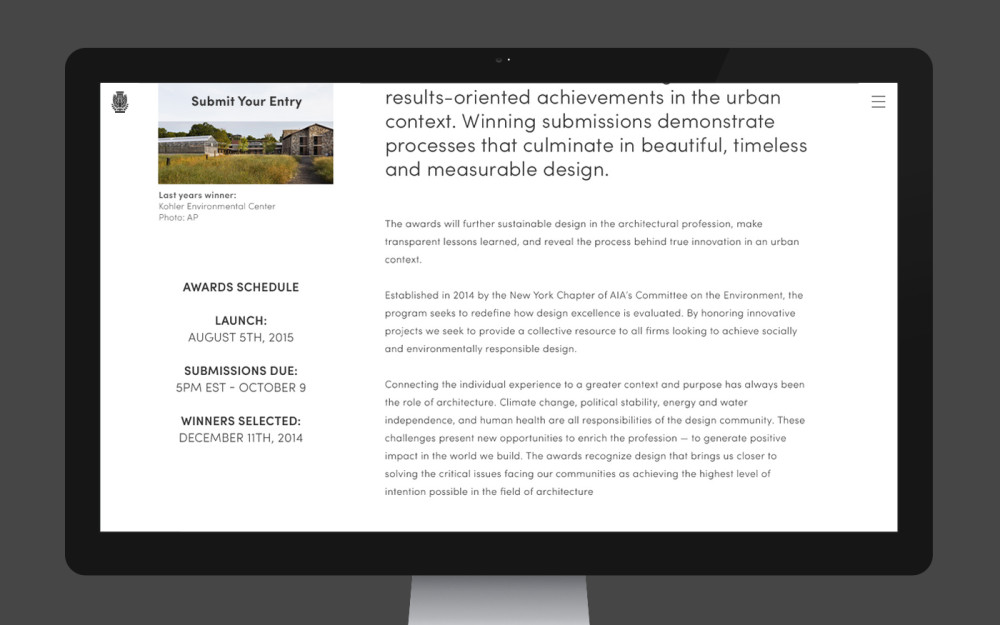 Submit Your Entry
Last years winner:
Kohler Environmental Center
Photo: AP
AWARDS SCHEDULE
LAUNCH:
AUGUST 5TH, 2015
SUBMISSIONS DUE:
5PM EST - OCTOBER 9
WINNERS SELECTED:
DECEMBER 11TH, 2014
results-oriented achievements in the urban
context. Winning submissions demonstrate
processes that culminate in beautiful, timeless
and measurable design.
The awards will further sustainable design in the architectural profession, make
transparent lessons learned, and reveal the process behind true innovation in an urban
context.
Established in 2014 by the New York Chapter of AIA's Committee on the Environment, the
program seeks to redefine how design excellence is evaluated. By honoring innovative
projects we seek to provide a collective resource to all firms looking to achieve socially
and environmentally responsible design.
Connecting the individual experience to a greater context and purpose has always been
the role of architecture. Climate change, political stability, energy and water
independence, and human health are all responsibilities of the design community. These
challenges present new opportunities to enrich the profession — to generate positive
impact in the world we build. The awards recognize design that brings us closer to
solving the critical issues facing our communities as achieving the highest level of
intention possible in the field of architecture